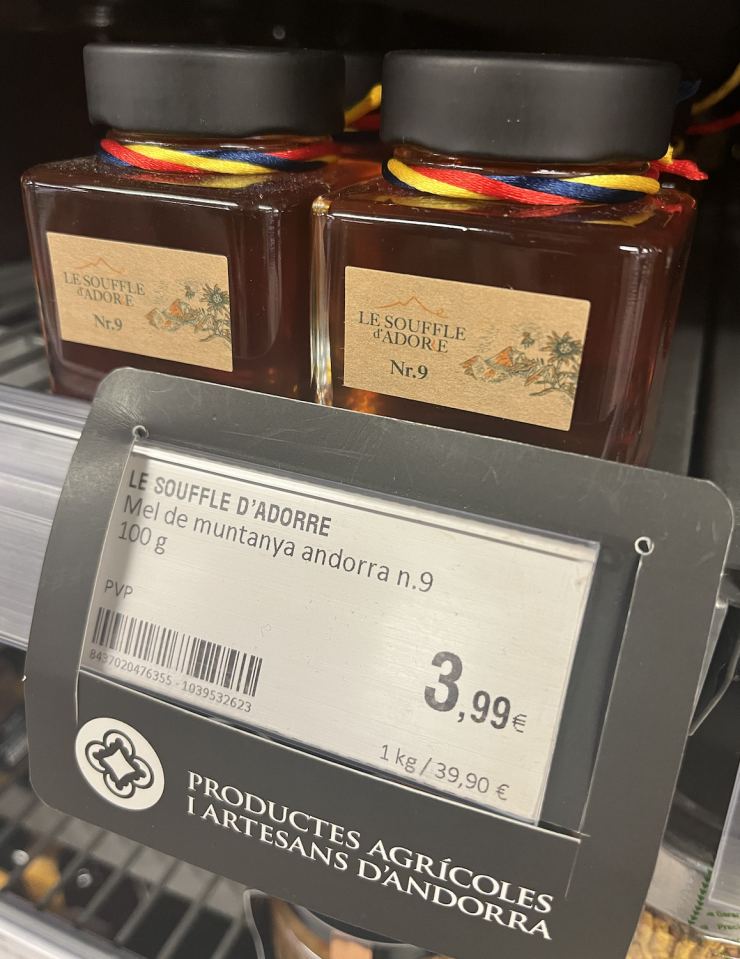 LE SOUFFLE
d'ADORE
Nr.9
LE SOUFFLE
d'ADORE
Nr.9
LE SOUFFLE D'ADORRE
Mel de muntanya andorra n.9
100 g
PVP
8437020476355 - 1039532623
3,99€
1 kg / 39,90 €
PRODUCTES AGRÍCOLES
I ARTESANS D'ANDORRA